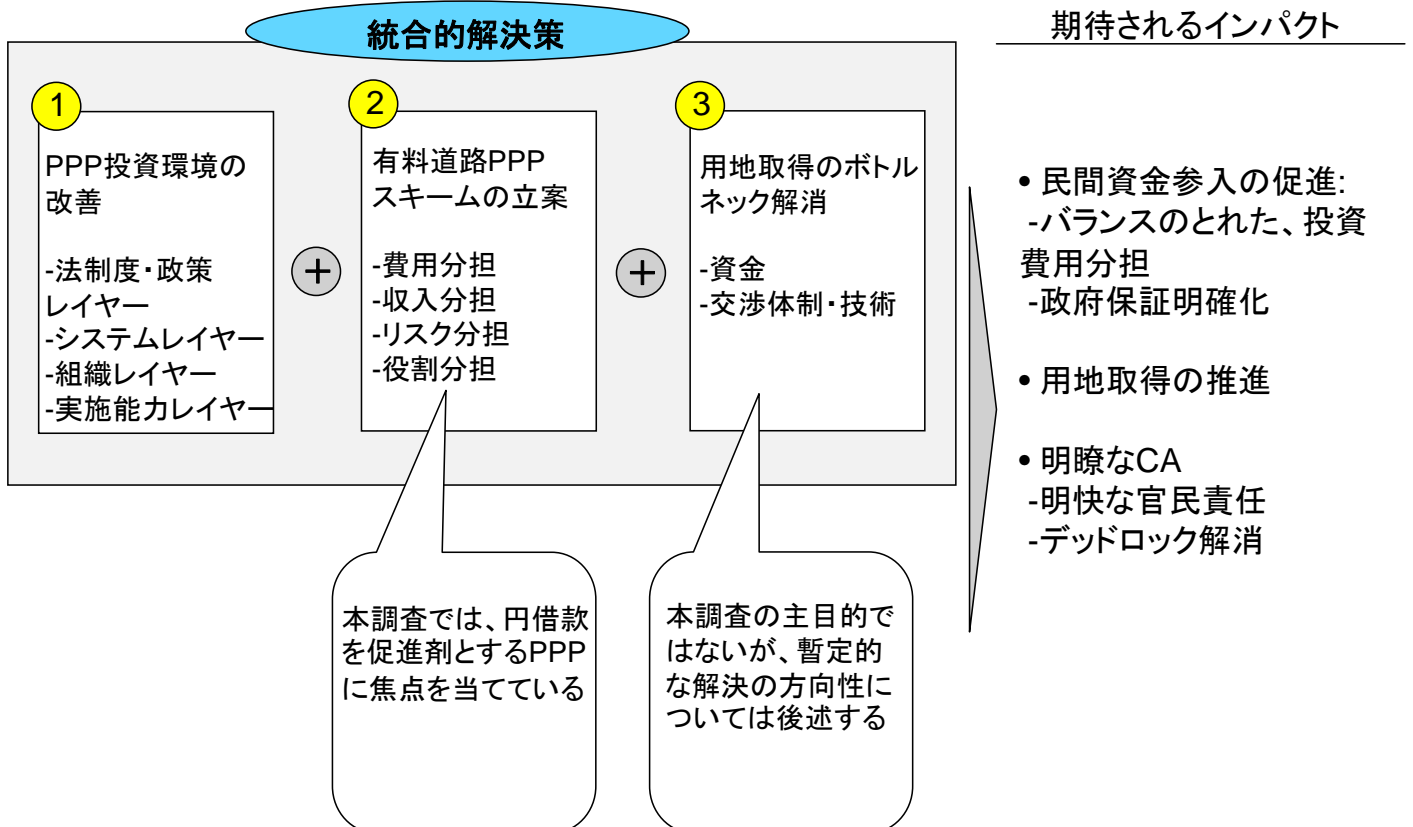 統合的解決策
期待されるインパクト
1
PPP投資環境の
改善
-法制度・政策
レイヤー
-システムレイヤー
-組織レイヤー
-実施能力レイヤー
+
2
有料道路PPP
スキームの立案
-費用分担
-収入分担
-リスク分担
-役割分担
+
3
用地取得のボトル
ネック解消
-資金
-交渉体制・技術
• 民間資金参入の促進:
-バランスのとれた、投資
費用分担
-政府保証明確化
• 用地取得の推進
• 明瞭なCA
-明快な官民責任
-デッドロック解消
本調査では、円借款
を促進剤とするPPP
に焦点を当てている
本調査の主目的で
はないが、暫定的
な解決の方向性に
ついては後述する